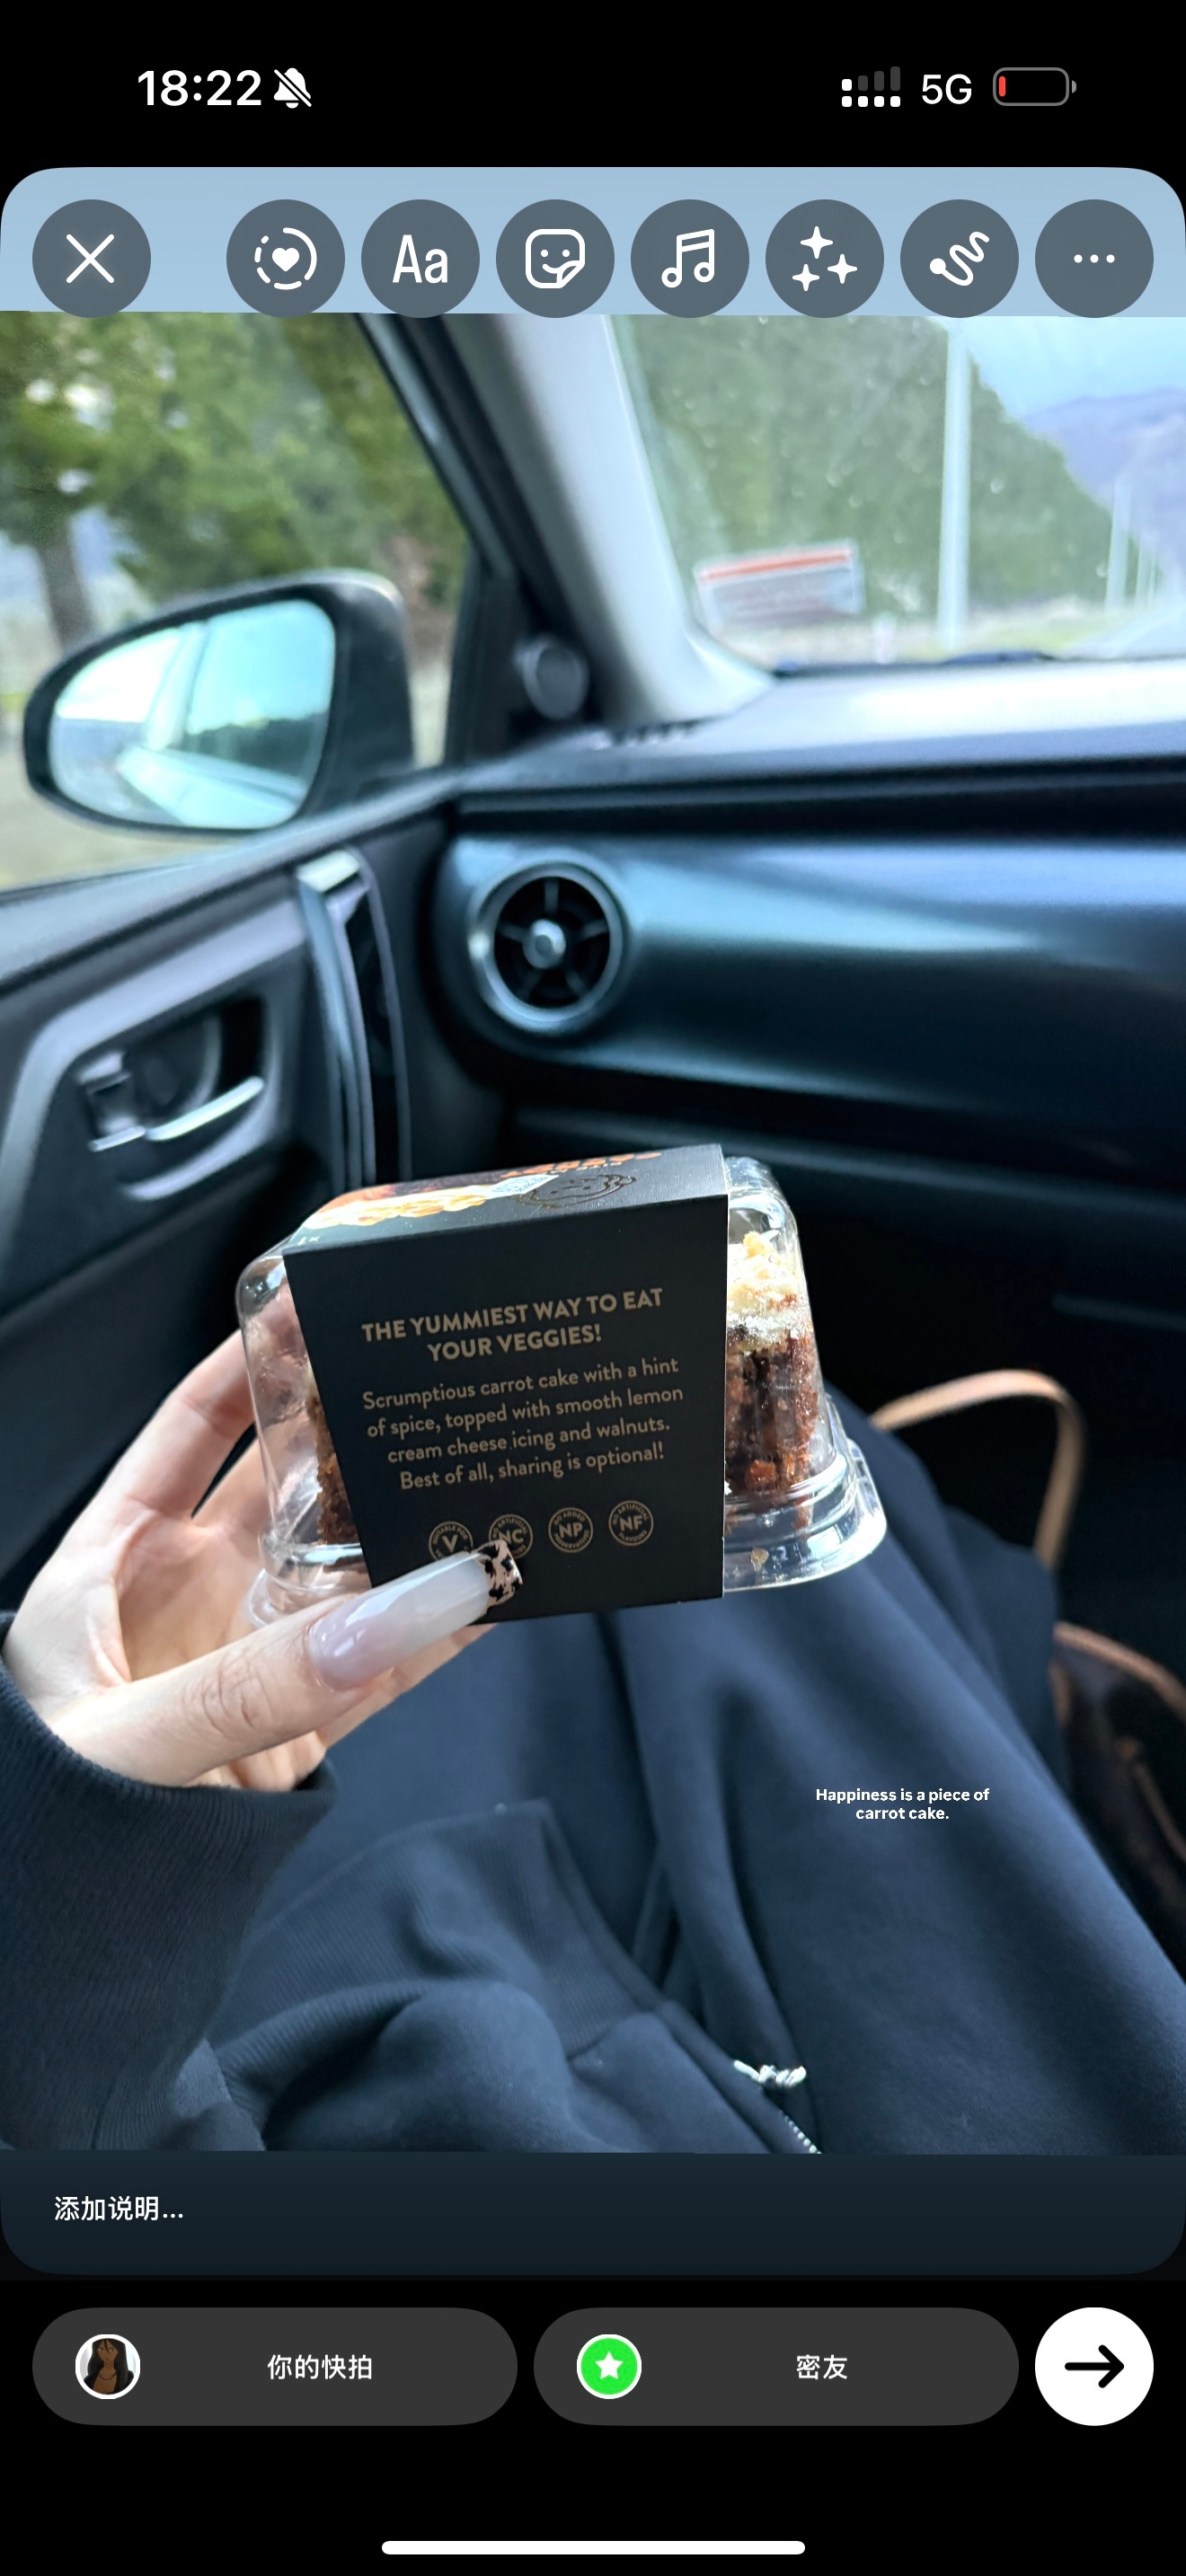 18:22
5G
Aa
THE YUMMIEST WAY TO EAT
YOUR VEGGIES!
Scrumptious carrot cake with a hint
of spice, topped with smooth lemon
cream cheese icing and walnuts.
Best of all, sharing is optional!
V NC NP NF
Happiness is a piece of
carrot cake.
添加说明...
你的快拍
密友